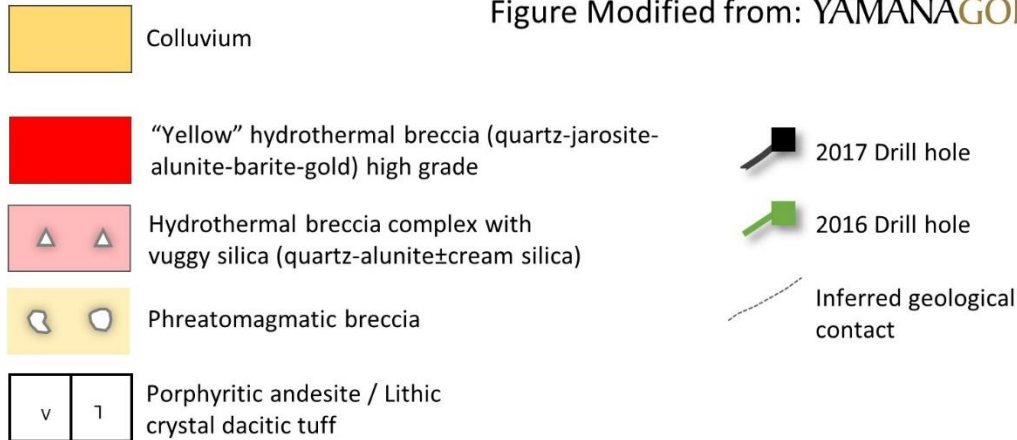 Figure Modified from: YAMANAGOL
Colluvium
“Yellow” hydrothermal breccia (quartz-jarosite-
alunite-barite-gold) high grade
Hydrothermal breccia complex with
vuggy silica (quartz-alunite±cream silica)
Phreatomagmatic breccia
v ๅ Porphyritic andesite / Lithic
crystal dacitic tuff
2017 Drill hole
2016 Drill hole
Inferred geological
contact